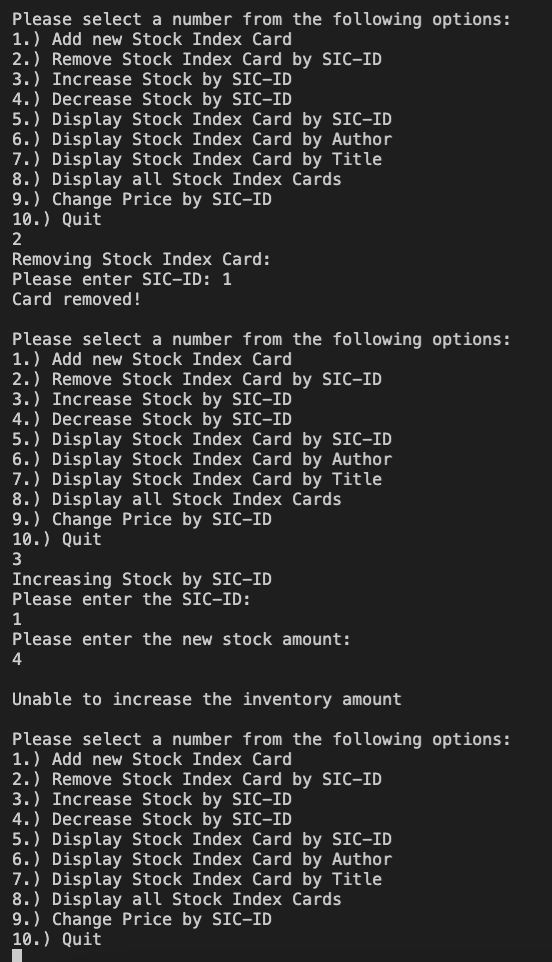 Please select a number from the following options:
1.) Add new Stock Index Card
2.) Remove Stock Index Card by SIC-ID
3.) Increase Stock by SIC-ID
4.) Decrease Stock by SIC-ID
5.) Display Stock Index Card by SIC-ID
6.) Display Stock Index Card by Author
7.) Display Stock Index Card by Title
8.) Display all Stock Index Cards
9.) Change Price by SIC-ID
10.) Quit
2
Removing Stock Index Card:
Please enter SIC-ID: 1
Card removed!

Please select a number from the following options:
1.) Add new Stock Index Card
2.) Remove Stock Index Card by SIC-ID
3.) Increase Stock by SIC-ID
4.) Decrease Stock by SIC-ID
5.) Display Stock Index Card by SIC-ID
6.) Display Stock Index Card by Author
7.) Display Stock Index Card by Title
8.) Display all Stock Index Cards
9.) Change Price by SIC-ID
10.) Quit
3
Increasing Stock by SIC-ID
Please enter the SIC-ID:
1
Please enter the new stock amount:
4

Unable to increase the inventory amount

Please select a number from the following options:
1.) Add new Stock Index Card
2.) Remove Stock Index Card by SIC-ID
3.) Increase Stock by SIC-ID
4.) Decrease Stock by SIC-ID
5.) Display Stock Index Card by SIC-ID
6.) Display Stock Index Card by Author
7.) Display Stock Index Card by Title
8.) Display all Stock Index Cards
9.) Change Price by SIC-ID
10.) Quit